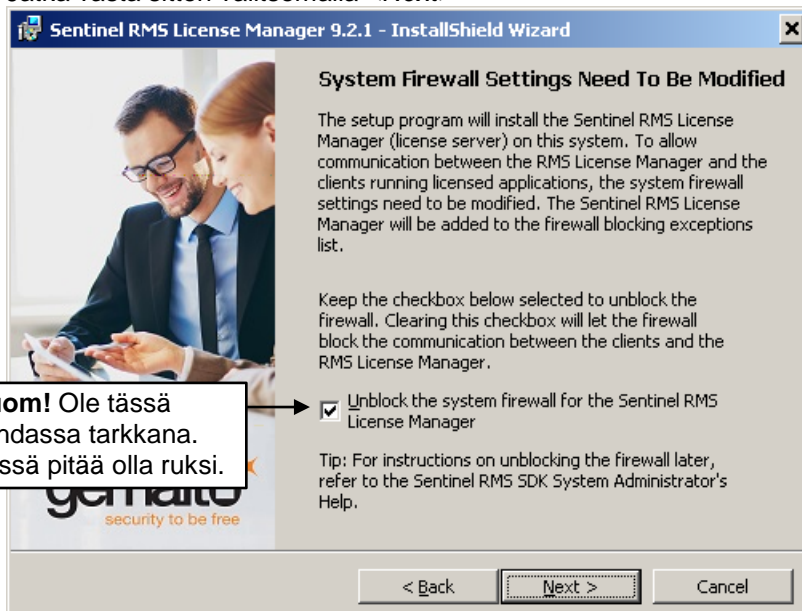 Sentinel RMS License Manager 9.2.1 - InstallShield Wizard
System Firewall Settings Need To Be Modified
The setup program will install the Sentinel RMS License
Manager (license server) on this system. To allow
communication between the RMS License Manager and the
clients running licensed applications, the system firewall
settings need to be modified. The Sentinel RMS License
Manager will be added to the firewall blocking exceptions
list.
Keep the checkbox below selected to unblock the
firewall. Clearing this checkbox will let the firewall
block the communication between the clients and the
RMS License Manager.
uom! Ole tässä
hdassa tarkkana.
ssä pitää olla ruksi.
Unblock the system firewall for the Sentinel RMS
License Manager
Tip: For instructions on unblocking the firewall later,
refer to the Sentinel RMS SDK System Administrator's
Help.
gemalto
security to be free
< Back
Next >
Cancel